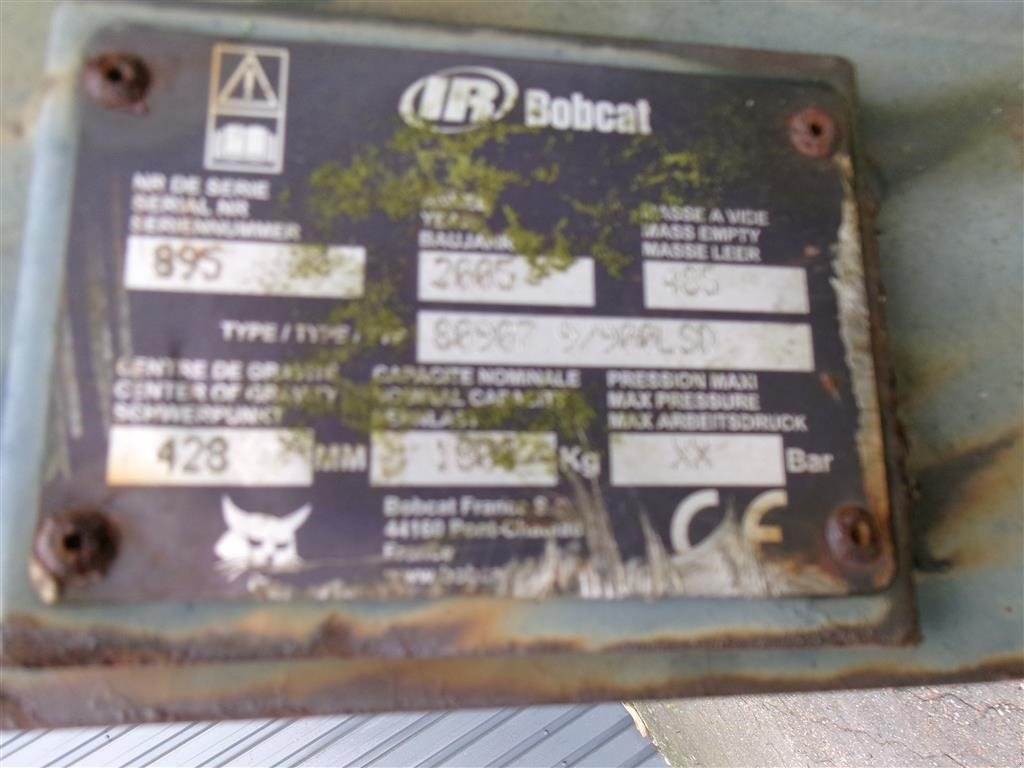 IR Bobcat
NR DE SERIE
SERIAL NR
SERIENNUMMER
895
YEAR
BAUJAHR
2005
MASSE A VIDE
MASS EMPTY
MASSE LEER
485
TYPE / TYPE /
CENTRE DE GRAVITE
CENTER OF GRAVITY
SCHWERPUNKT
428 MM
CAPACITE NOMINALE
NOMINAL CAPACITY
Kg
PRESSION MAXI
MAX PRESSURE
MAX ARBEITSDRUCK
XX Bar
Bobcat France
44160 Pont-Château
France
CE